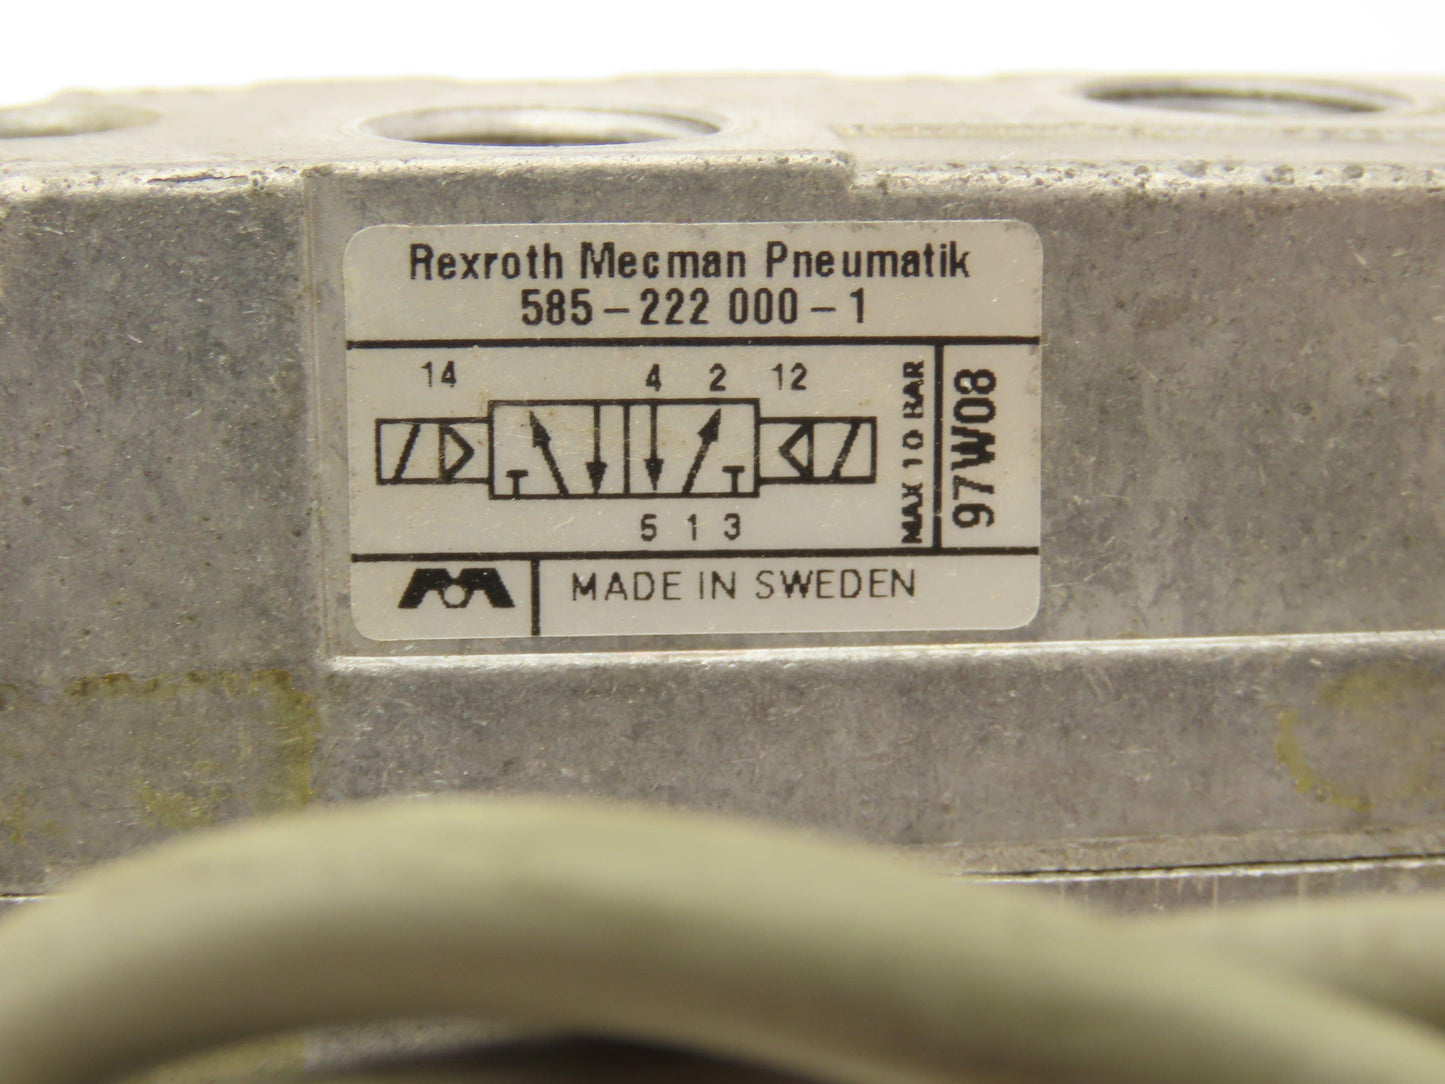 Rexroth Mecman Pneumatik
585-222 000-1
14 4 2 12
5 1 3
MAX 10 BAR
97W08
MADE IN SWEDEN